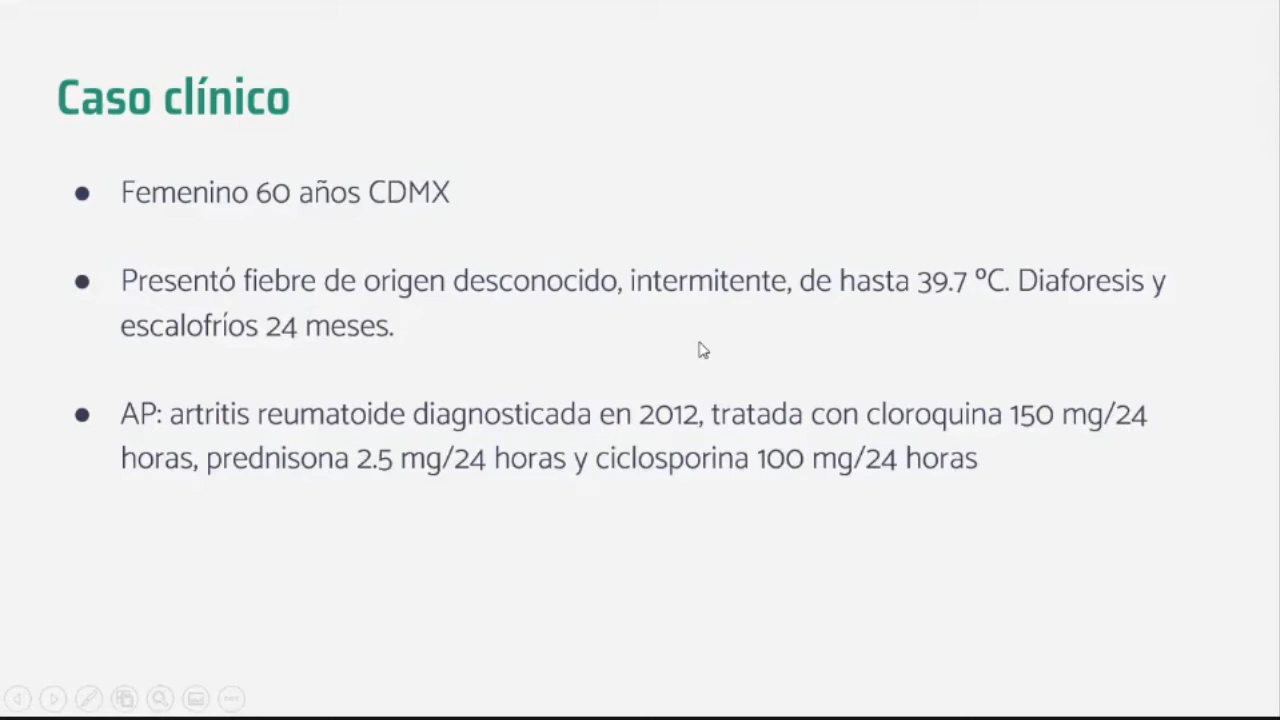 Caso clínico
● Femenino 60 años CDMX
● Presentó fiebre de origen desconocido, intermitente, de hasta 39.7 ºC. Diaforesis y
escalofríos 24 meses.
● AP: artritis reumatoide diagnosticada en 2012, tratada con cloroquina 150 mg/24
horas, prednisona 2.5 mg/24 horas y ciclosporina 100 mg/24 horas